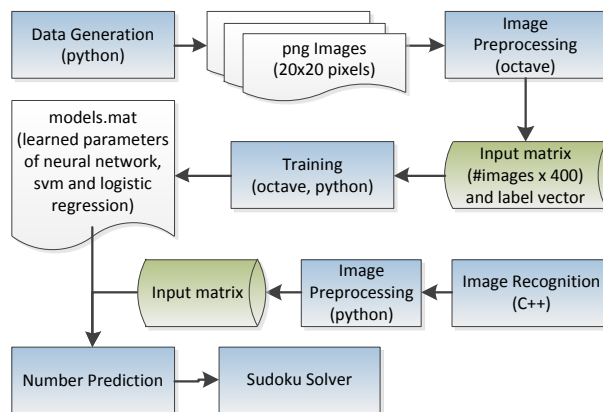 Data Generation
(python)
png Images
(20x20 pixels)
Image
Preprocessing
(octave)
models.mat
(learned parameters
of neural network,
svm and logistic
regression)
Training
(octave, python)
Input matrix
(#images x 400)
and label vector
Input matrix
Image
Preprocessing
(python)
Image Recognition
(C++)
Number Prediction
Sudoku Solver